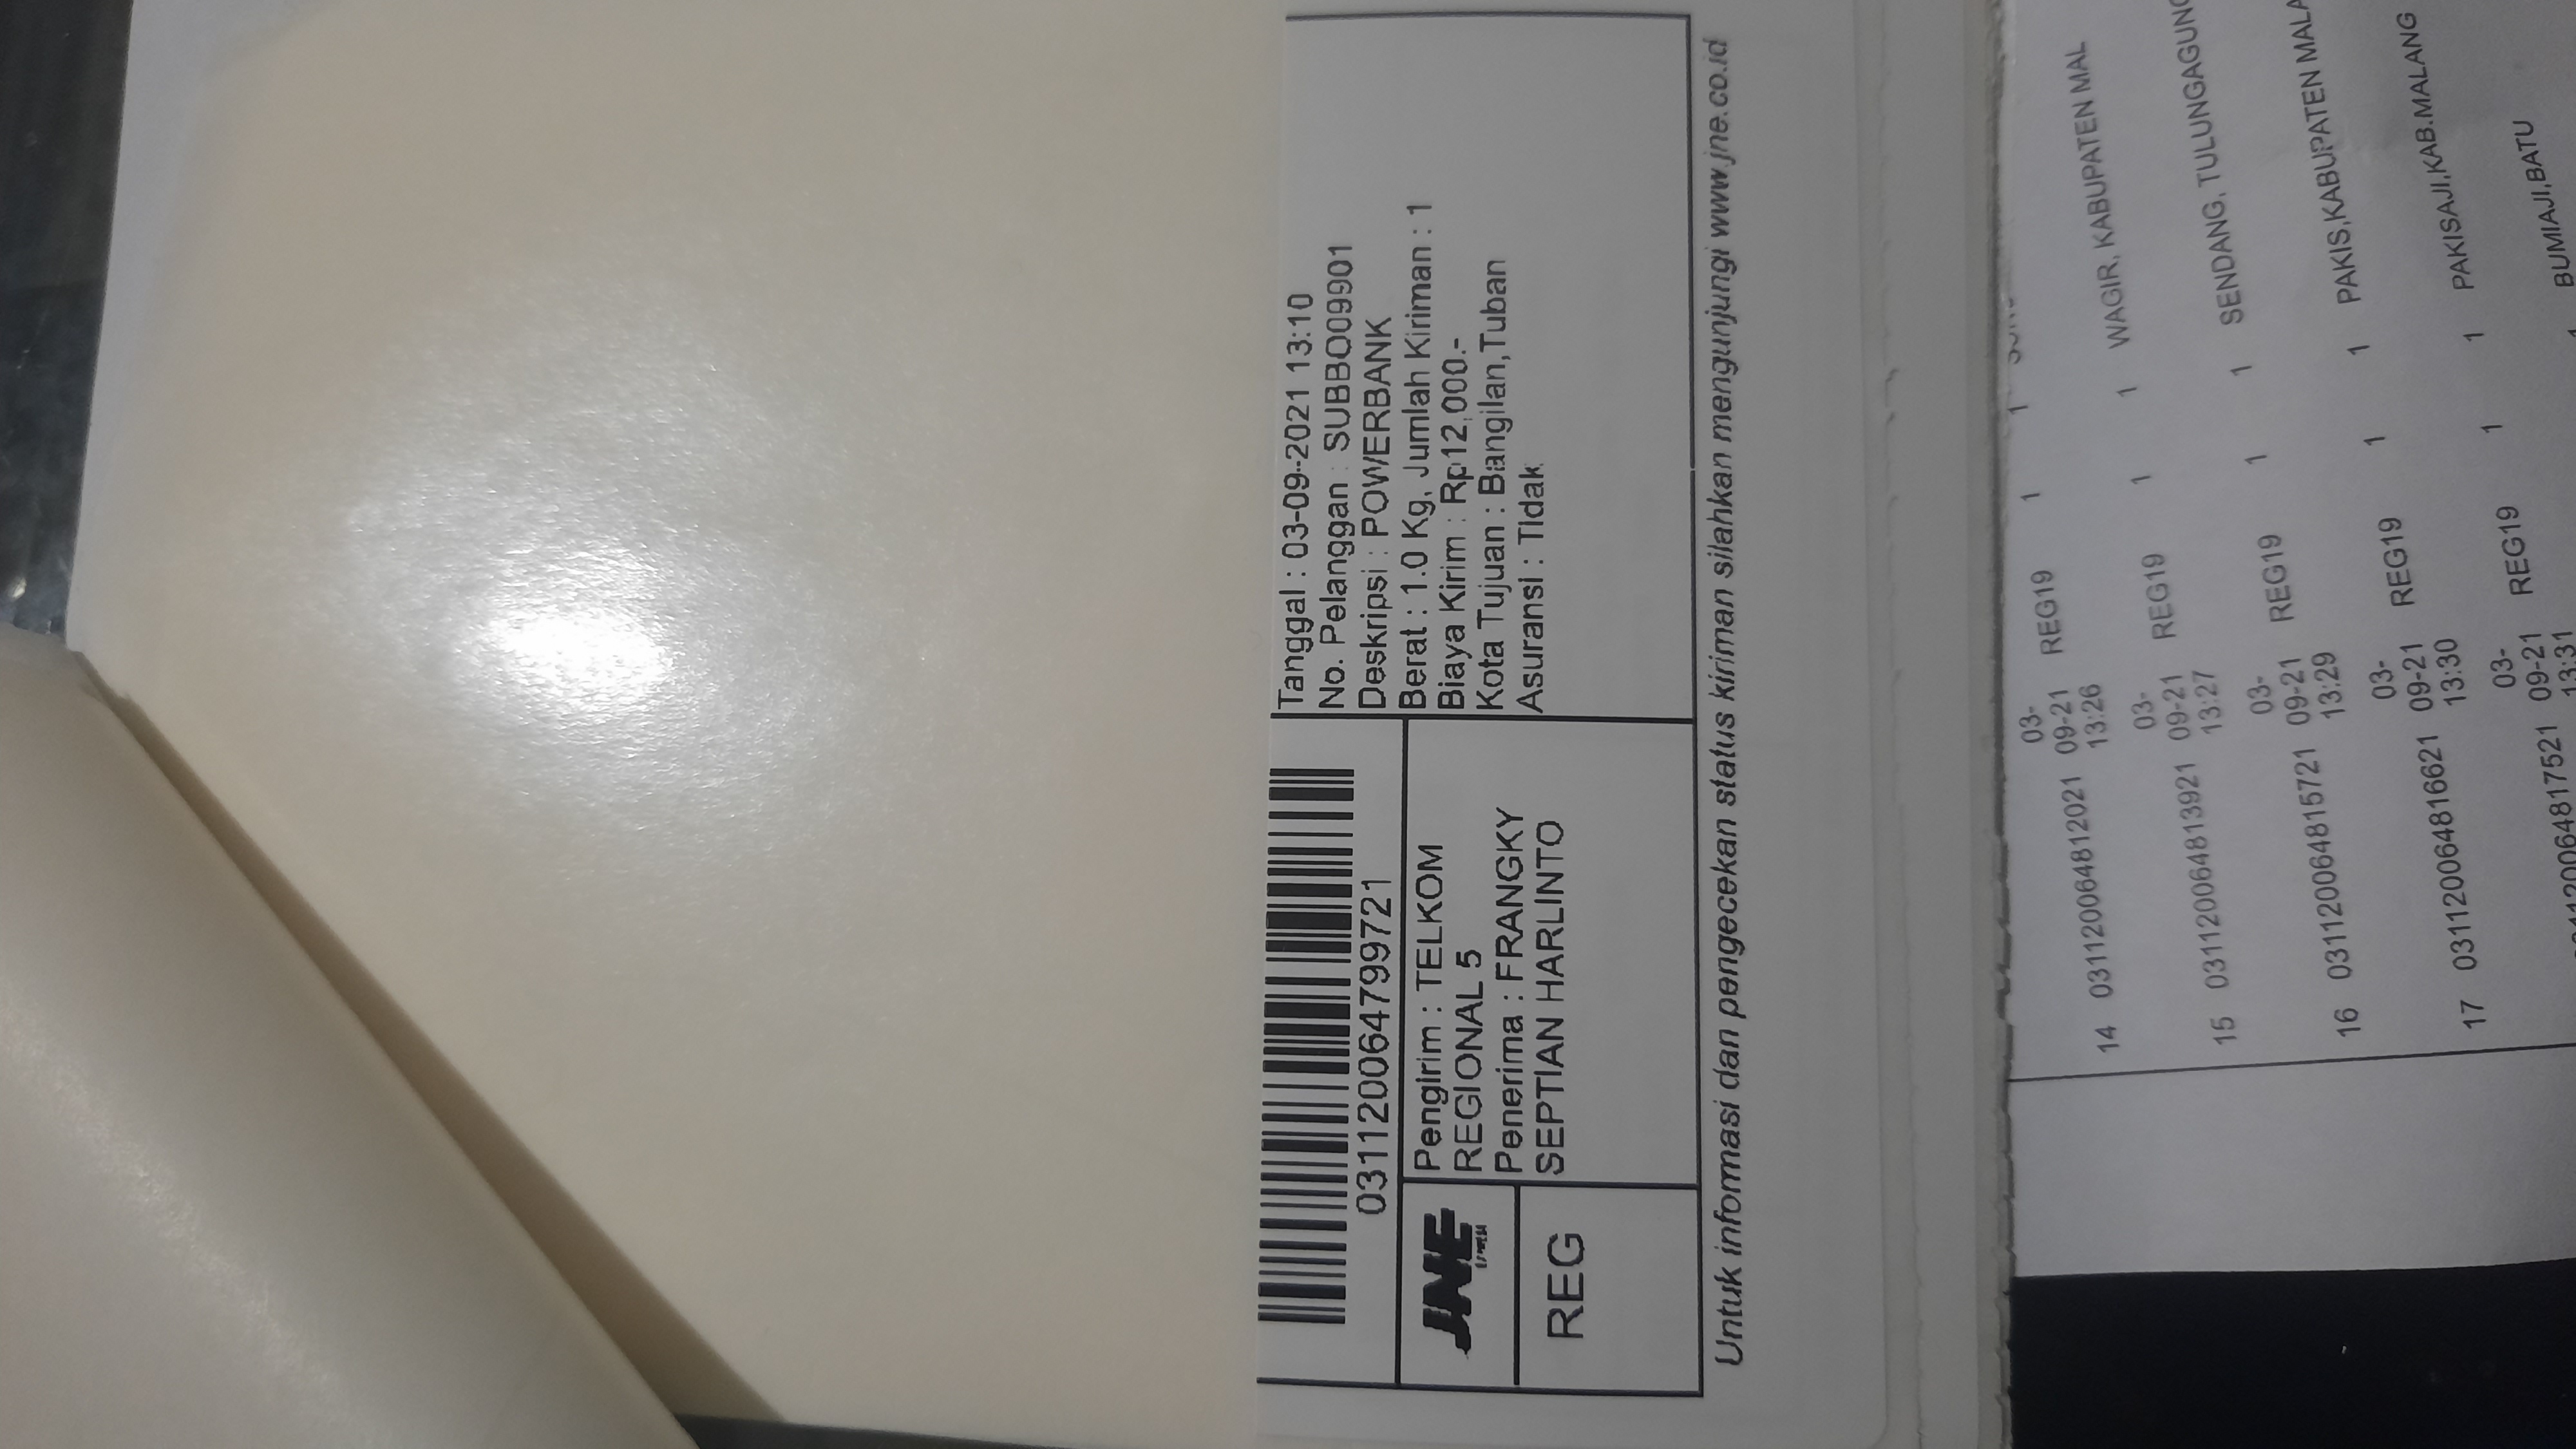 031120064799721
JNE
REG
Pengirim : TELKOM
REGIONAL 5
Penerima : FRANGKY
SEPTIAN HARLINTO
Tanggal : 03-09-2021 13:10
No. Pelanggan : SUBBO09901
Deskripsi : POWERBANK
Berat : 1.0 Kg, Jumlah Kiriman : 1
Biaya Kirim : Rp12,000.-
Kota Tujuan : Bangilan,Tuban
Asuransi : Tidak
Untuk informasi dan pengecekan status kiriman silahkan mengunjungi www.jne.co.id
03-
14 031120064812021 09-21 REG19 1 1
13:26
WAGIR, KABUPATEN MAL
03-
15 031120064813921 09-21 REG19 1 1
13:27
SENDANG, TULUNGAGUNG
03-
16 031120064815721 09-21 REG19 1 1
13:29
PAKIS,KABUPATEN MALA
03-
17 031120064816621 09-21 REG19 1 1
13:30
PAKISAJI,KAB.MALANG
03-
031120064817521 09-21 REG19 1 1
13:31
1 BUMIAJI,BATU